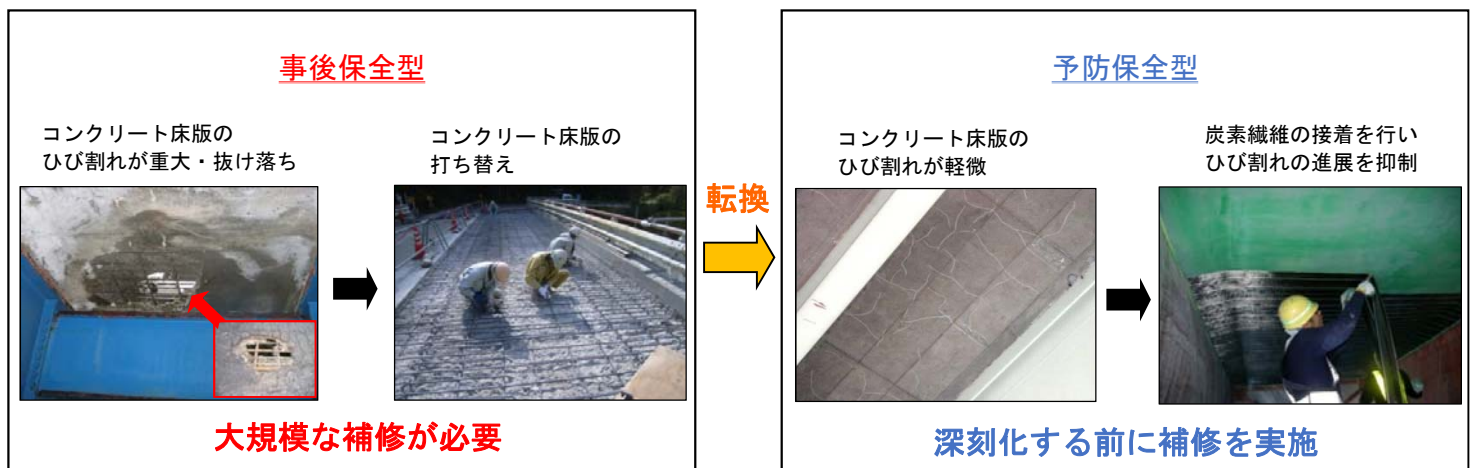 事後保全型
コンクリート床版の
ひび割れが重大・抜け落ち
コンクリート床版の
打ち替え
大規模な補修が必要
転換
予防保全型
コンクリート床版の
ひび割れが軽微
炭素繊維の接着を行い
ひび割れの進展を抑制
深刻化する前に補修を実施